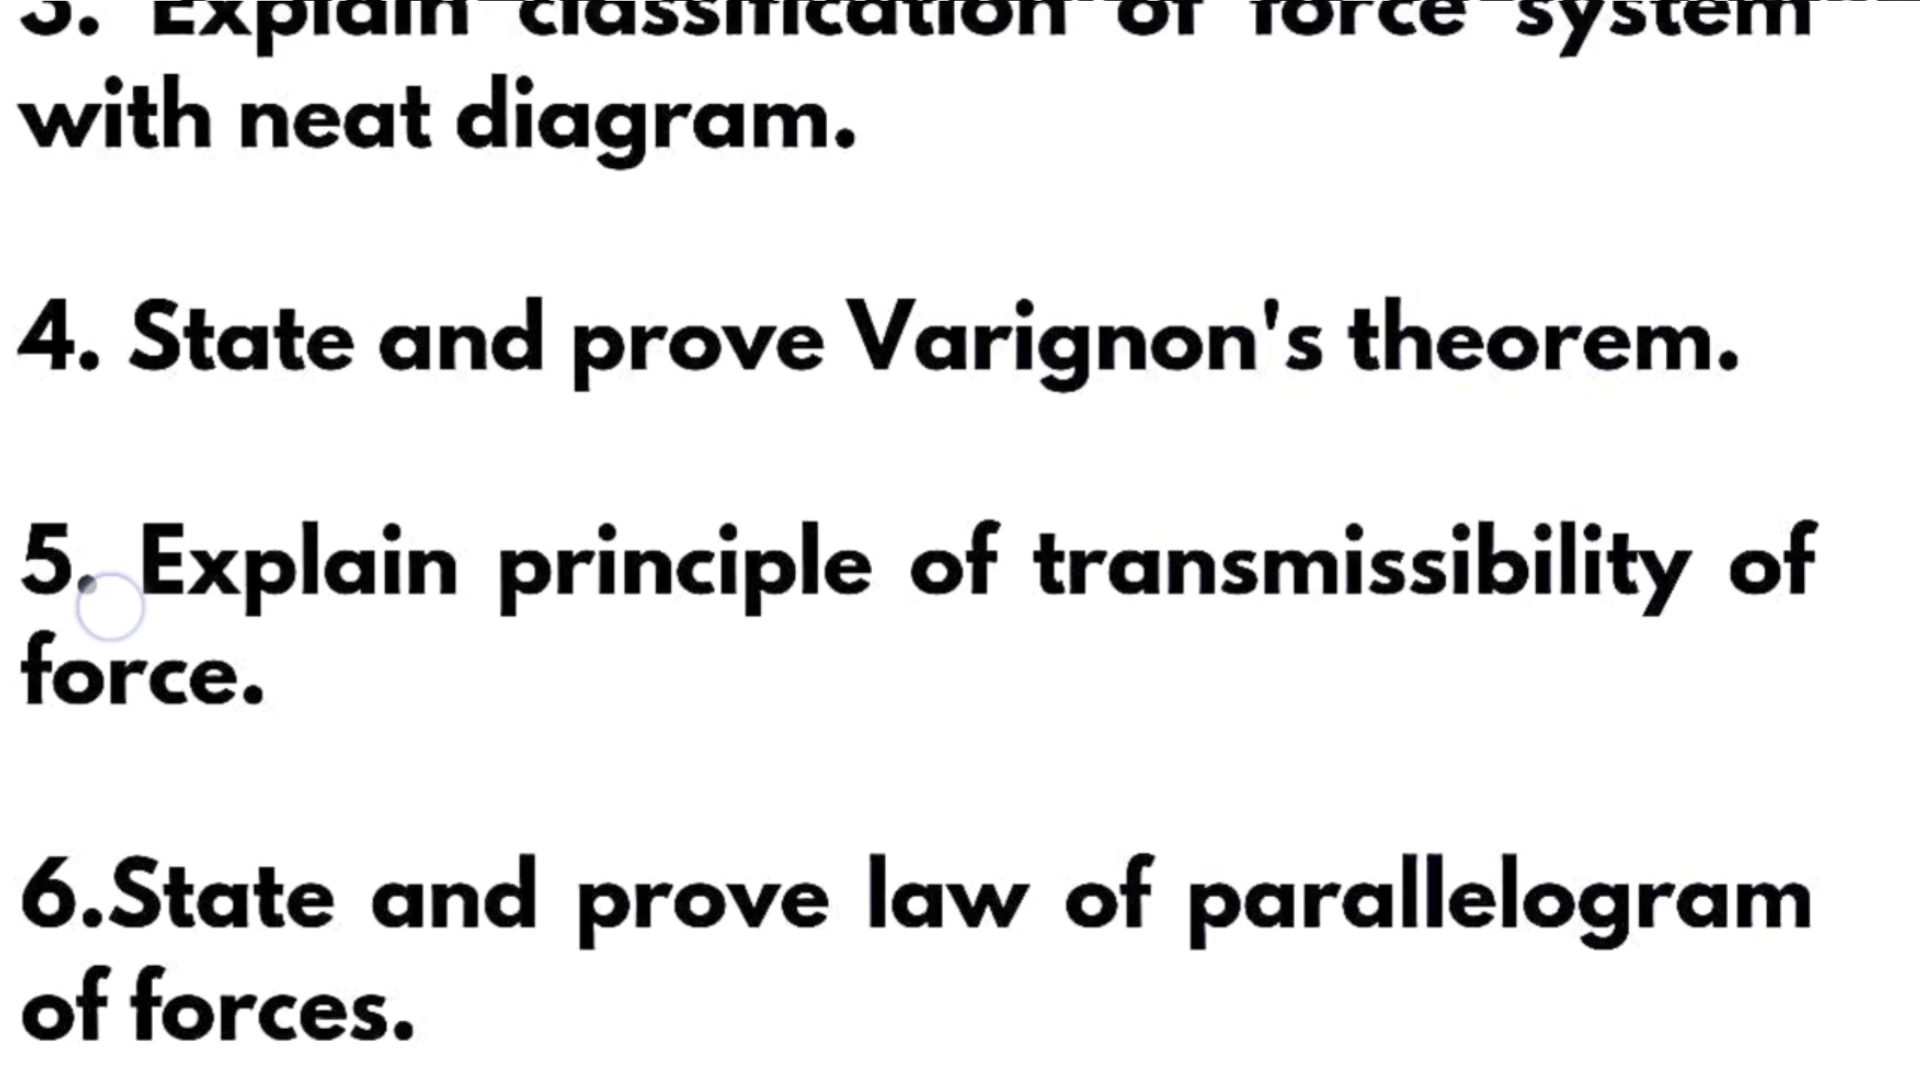 3. Explain classification of force system
with neat diagram.
4. State and prove Varignon's theorem.
5. Explain principle of transmissibility of
force.
6.State and prove law of parallelogram
of forces.